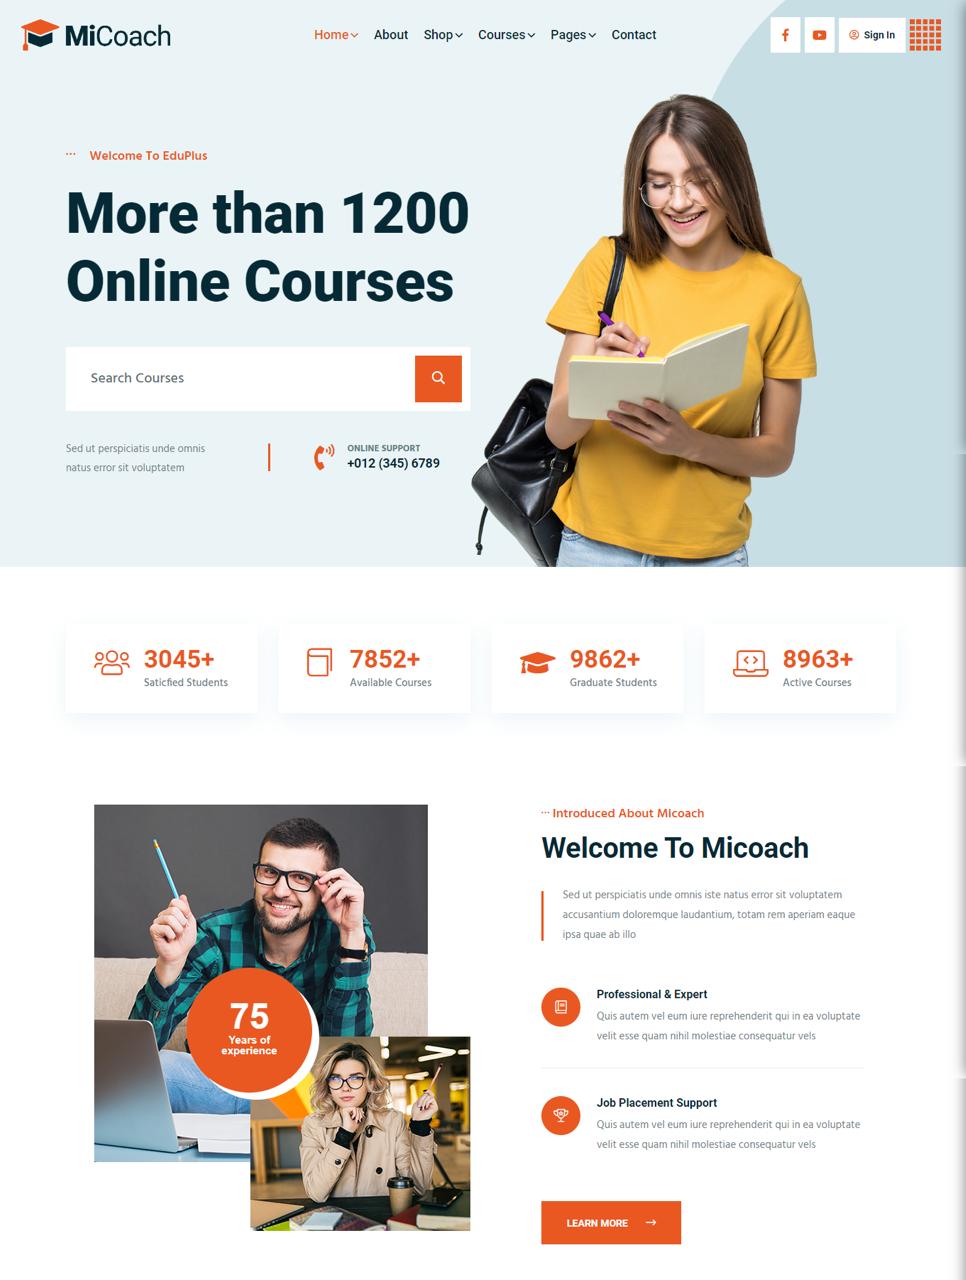 MiCoach
Home
About
Shop
Courses
Pages
Contact
Sign In
Welcome To EduPlus
More than 1200
Online Courses
Search Courses
Sed ut perspiciatis unde omnis
natus error sit voluptatem
ONLINE SUPPORT
+012 (345) 6789
3045+
Saticfied Students
7852+
Available Courses
9862+
Graduate Students
8963+
Active Courses
75
Years of
experience
Introduced About Micoach
Welcome To Micoach
Sed ut perspiciatis unde omnis iste natus error sit voluptatem
accusantium doloremque laudantium, totam rem aperiam eaque
ipsa quae ab illo
Professional & Expert
Quis autem vel eum iure reprehenderit qui in ea voluptate
velit esse quam nihil molestiae consequatur vels
Job Placement Support
Quis autem vel eum iure reprehenderit qui in ea voluptate
velit esse quam nihil molestiae consequatur vels
LEARN MORE